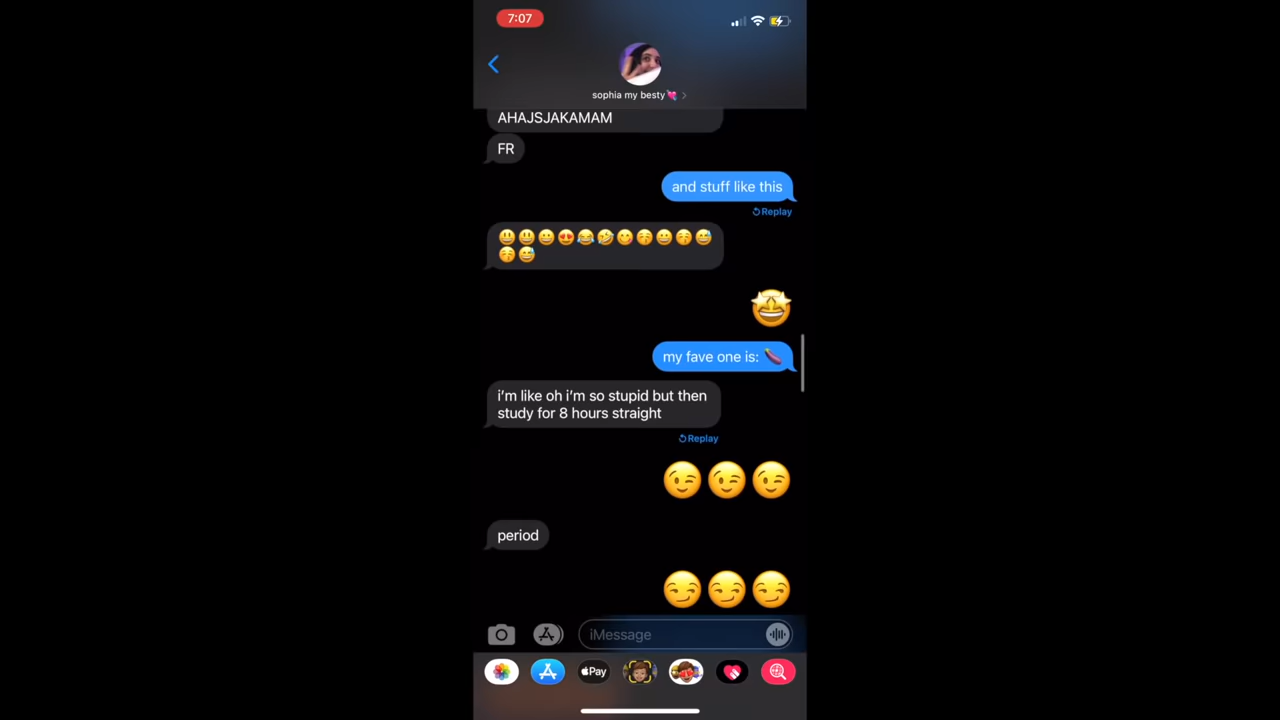 7:07
sophia my besty💘 >
AHAJSJAKAMAM
FR
and stuff like this
Replay
😃😃😀😍😂🤣😋😚😀😚😅
😚😅
🤩
my fave one is: 🍆
i'm like oh i'm so stupid but then
study for 8 hours straight
Replay
😉😉😉
period
😏😏😏
iMessage
Pay